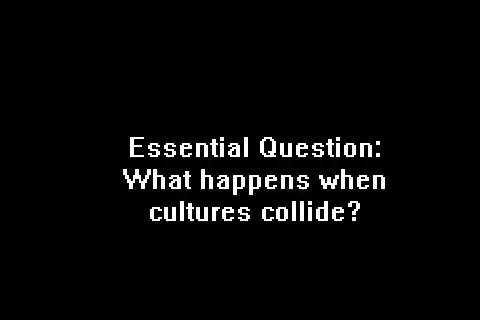 Essential Question:
What happens when
cultures collide?